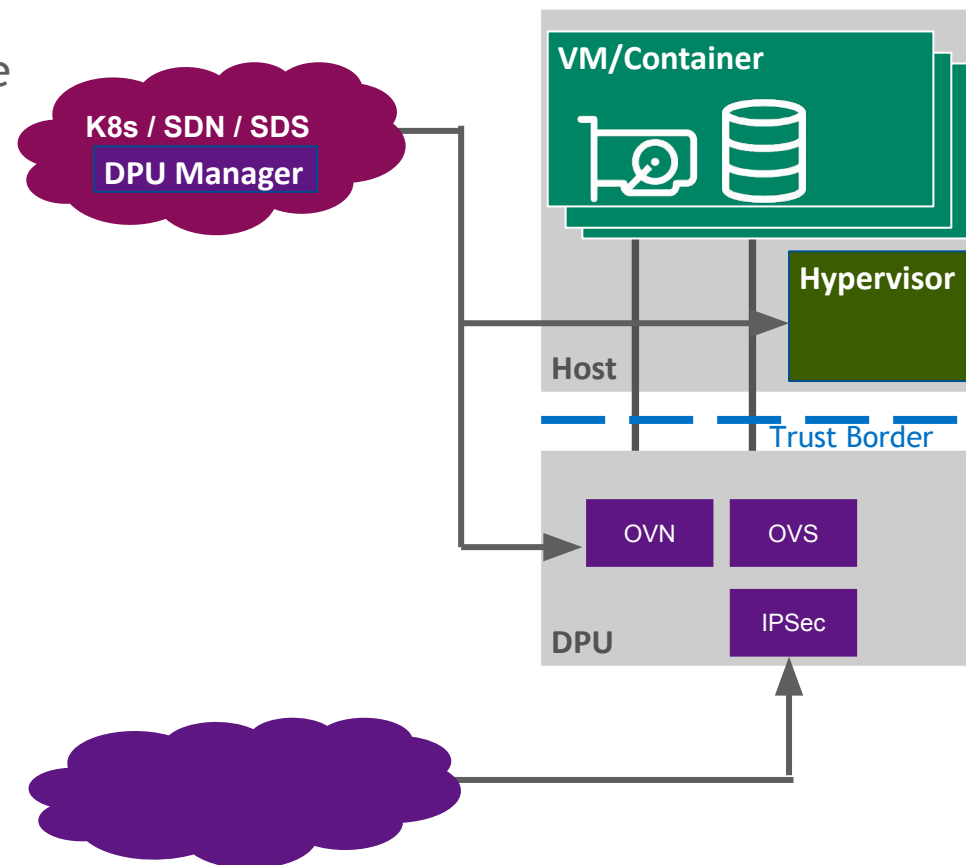 e
K8s / SDN / SDS
DPU Manager
VM/Container
Hypervisor
Host
Trust Border
OVN
OVS
IPSec
DPU